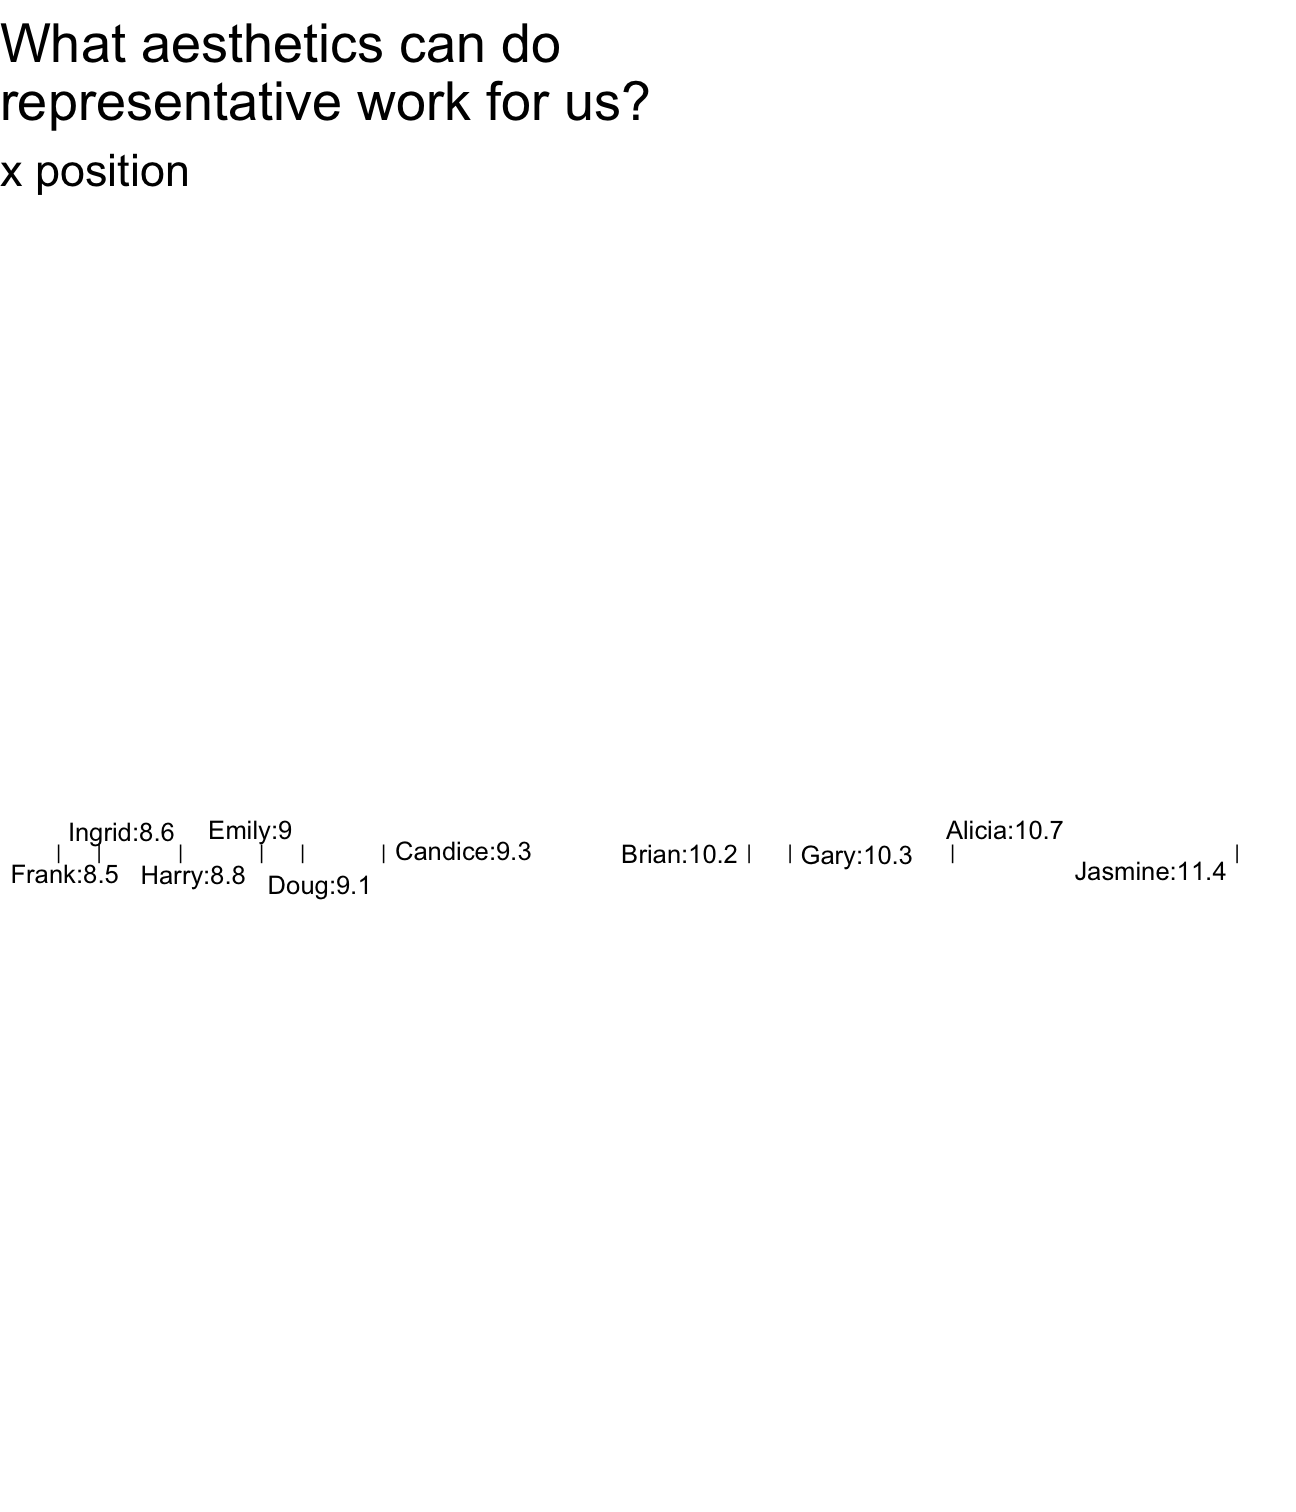 What aesthetics can do
representative work for us?
x position
Ingrid:8.6
Emily:9
Alicia:10.7
Candice:9.3
Brian:10.2
Gary:10.3
Frank:8.5
Harry:8.8
Doug:9.1
Jasmine:11.4